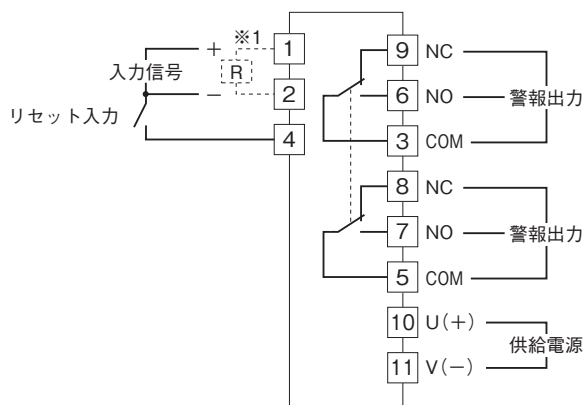 ※1
+
入力信号
R
−
リセット入力
1
2
4
9 NC
6 NO
3 COM
警報出力
8 NC
7 NO
5 COM
警報出力
10 U(+)
11 V(−)
供給電源